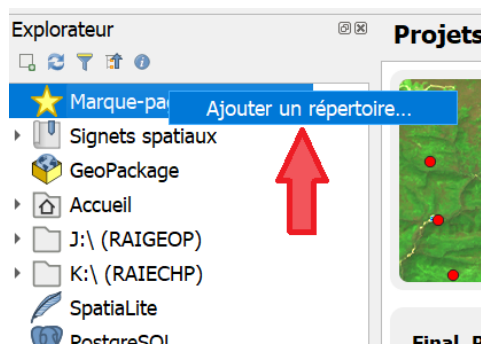 Explorateur
Projets
Marque-pa
Ajouter un répertoire...
Signets spatiaux
GeoPackage
Accueil
J:\ (RAIGEOP)
K:\ (RAIECHP)
SpatiaLite
PostgreSQL
Final